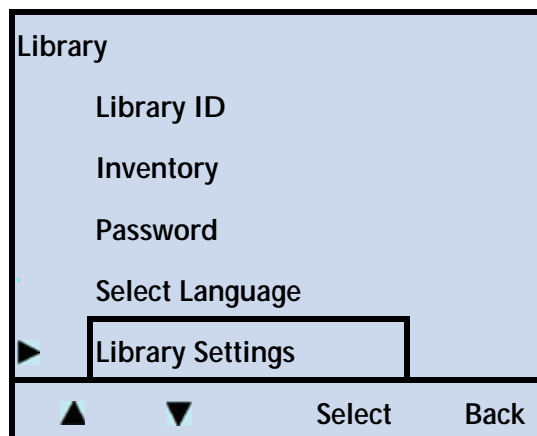 Library
Library ID
Inventory
Password
Select Language
Library Settings
Select Back